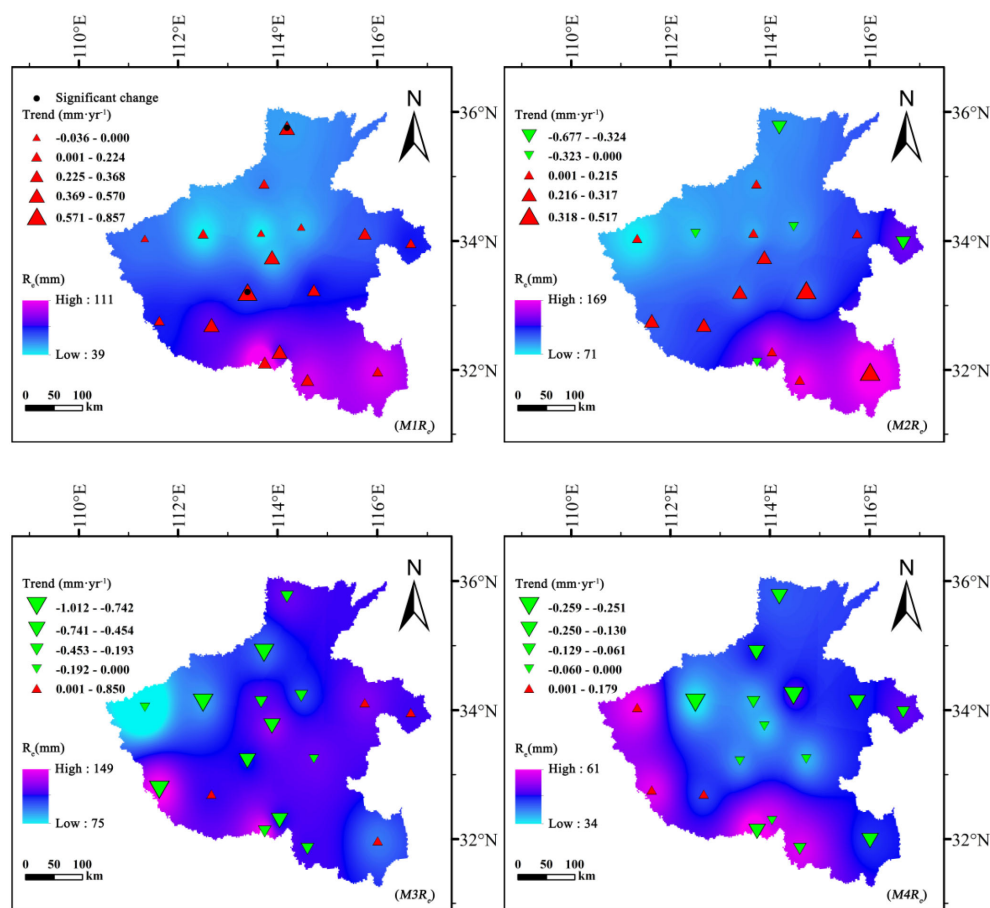 110°E 112°E 114°E 116°E
110°E 112°E 114°E 116°E
Significant change
Trend (mm·yr-1)
-0.036 - 0.000
0.001 - 0.224
0.225 - 0.368
0.369 - 0.570
0.571 - 0.857
Re(mm)
High : 111
Low : 39
0 50 100
km
N
36°N
34°N
32°N
(M1Re)
Trend (mm·yr-1)
-0.677 - -0.324
-0.323 - 0.000
0.001 - 0.215
0.216 - 0.317
0.318 - 0.517
Re(mm)
High : 169
Low : 71
0 50 100
km
N
36°N
34°N
32°N
(M2Re)
110°E 112°E 114°E 116°E
110°E 112°E 114°E 116°E
Trend (mm·yr-1)
-1.012 - -0.742
-0.741 - -0.454
-0.453 - -0.193
-0.192 - 0.000
0.001 - 0.850
Re(mm)
High : 149
Low : 75
0 50 100
km
N
36°N
34°N
32°N
(M3Re)
Trend (mm·yr-1)
-0.259 - -0.251
-0.250 - -0.130
-0.129 - -0.061
-0.060 - 0.000
0.001 - 0.179
Re(mm)
High : 61
Low : 34
0 50 100
km
N
36°N
34°N
32°N
(M4Re)